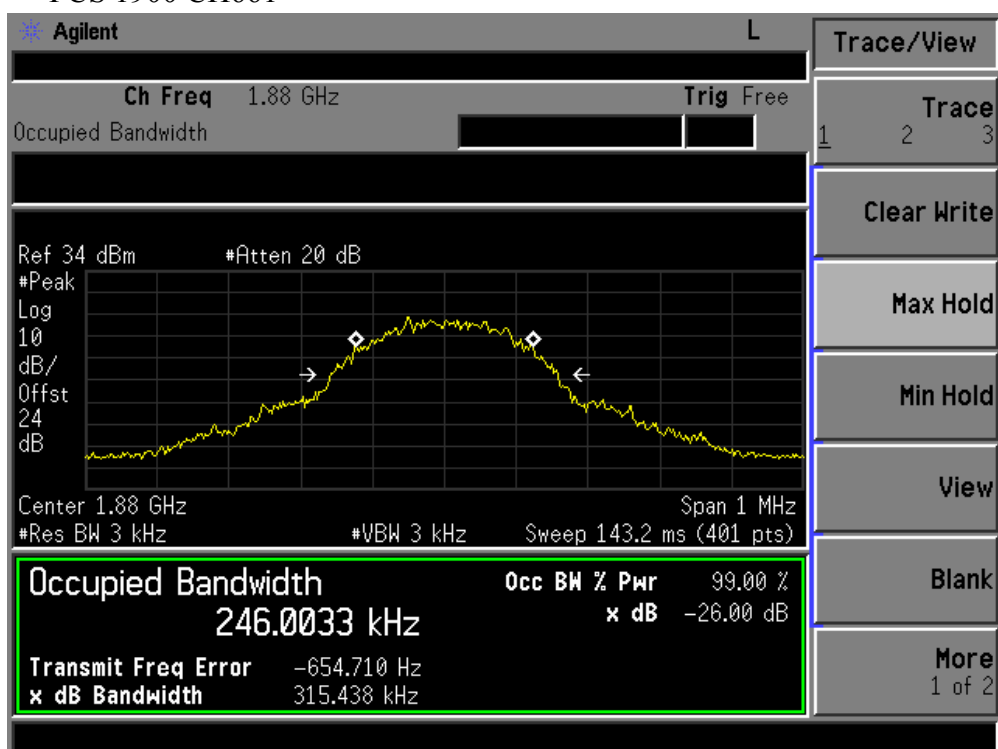 Agilent L
Ch Freq 1.88 GHz Trig Free
Occupied Bandwidth
Ref 34 dBm #Atten 20 dB
#Peak
Log
10
dB/
Offst
24
dB
Center 1.88 GHz Span 1 MHz
#Res BW 3 kHz #VBW 3 kHz Sweep 143.2 ms (401 pts)
Occupied Bandwidth Occ BW % Pwr 99.00 %
246.0033 kHz x dB -26.00 dB
Transmit Freq Error -654.710 Hz
x dB Bandwidth 315.438 kHz
Trace/View
Trace
1 2 3
Clear Write
Max Hold
Min Hold
View
Blank
More
1 of 2